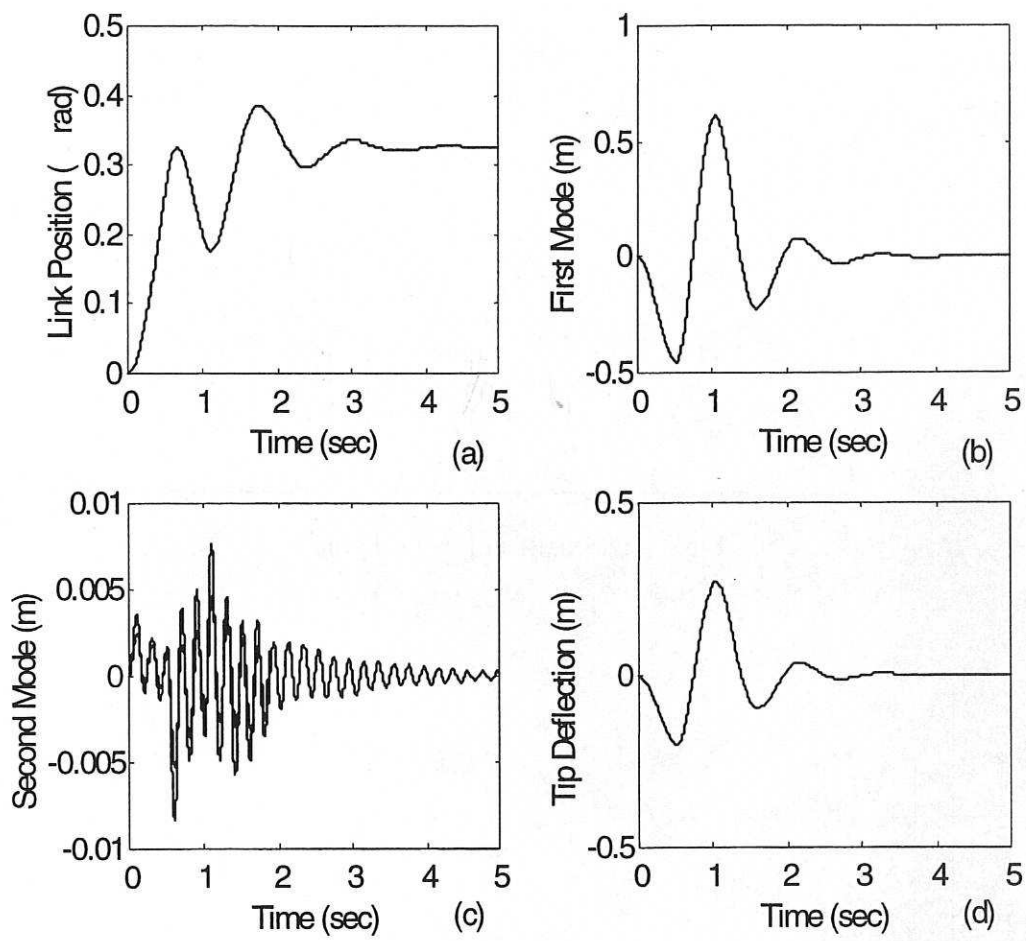 0.5
0.4
0.3
0.2
0.1
0
Link Position ( rad)
0 1 2 3 4 5
Time (sec)
(a)
1
0.5
0
-0.5
First Mode (m)
0 1 2 3 4 5
Time (sec)
(b)
0.01
0.005
0
-0.005
-0.01
Second Mode (m)
0 1 2 3 4 5
Time (sec)
(c)
0.5
0
-0.5
Tip Deflection (m)
0 1 2 3 4 5
Time (sec)
(d)